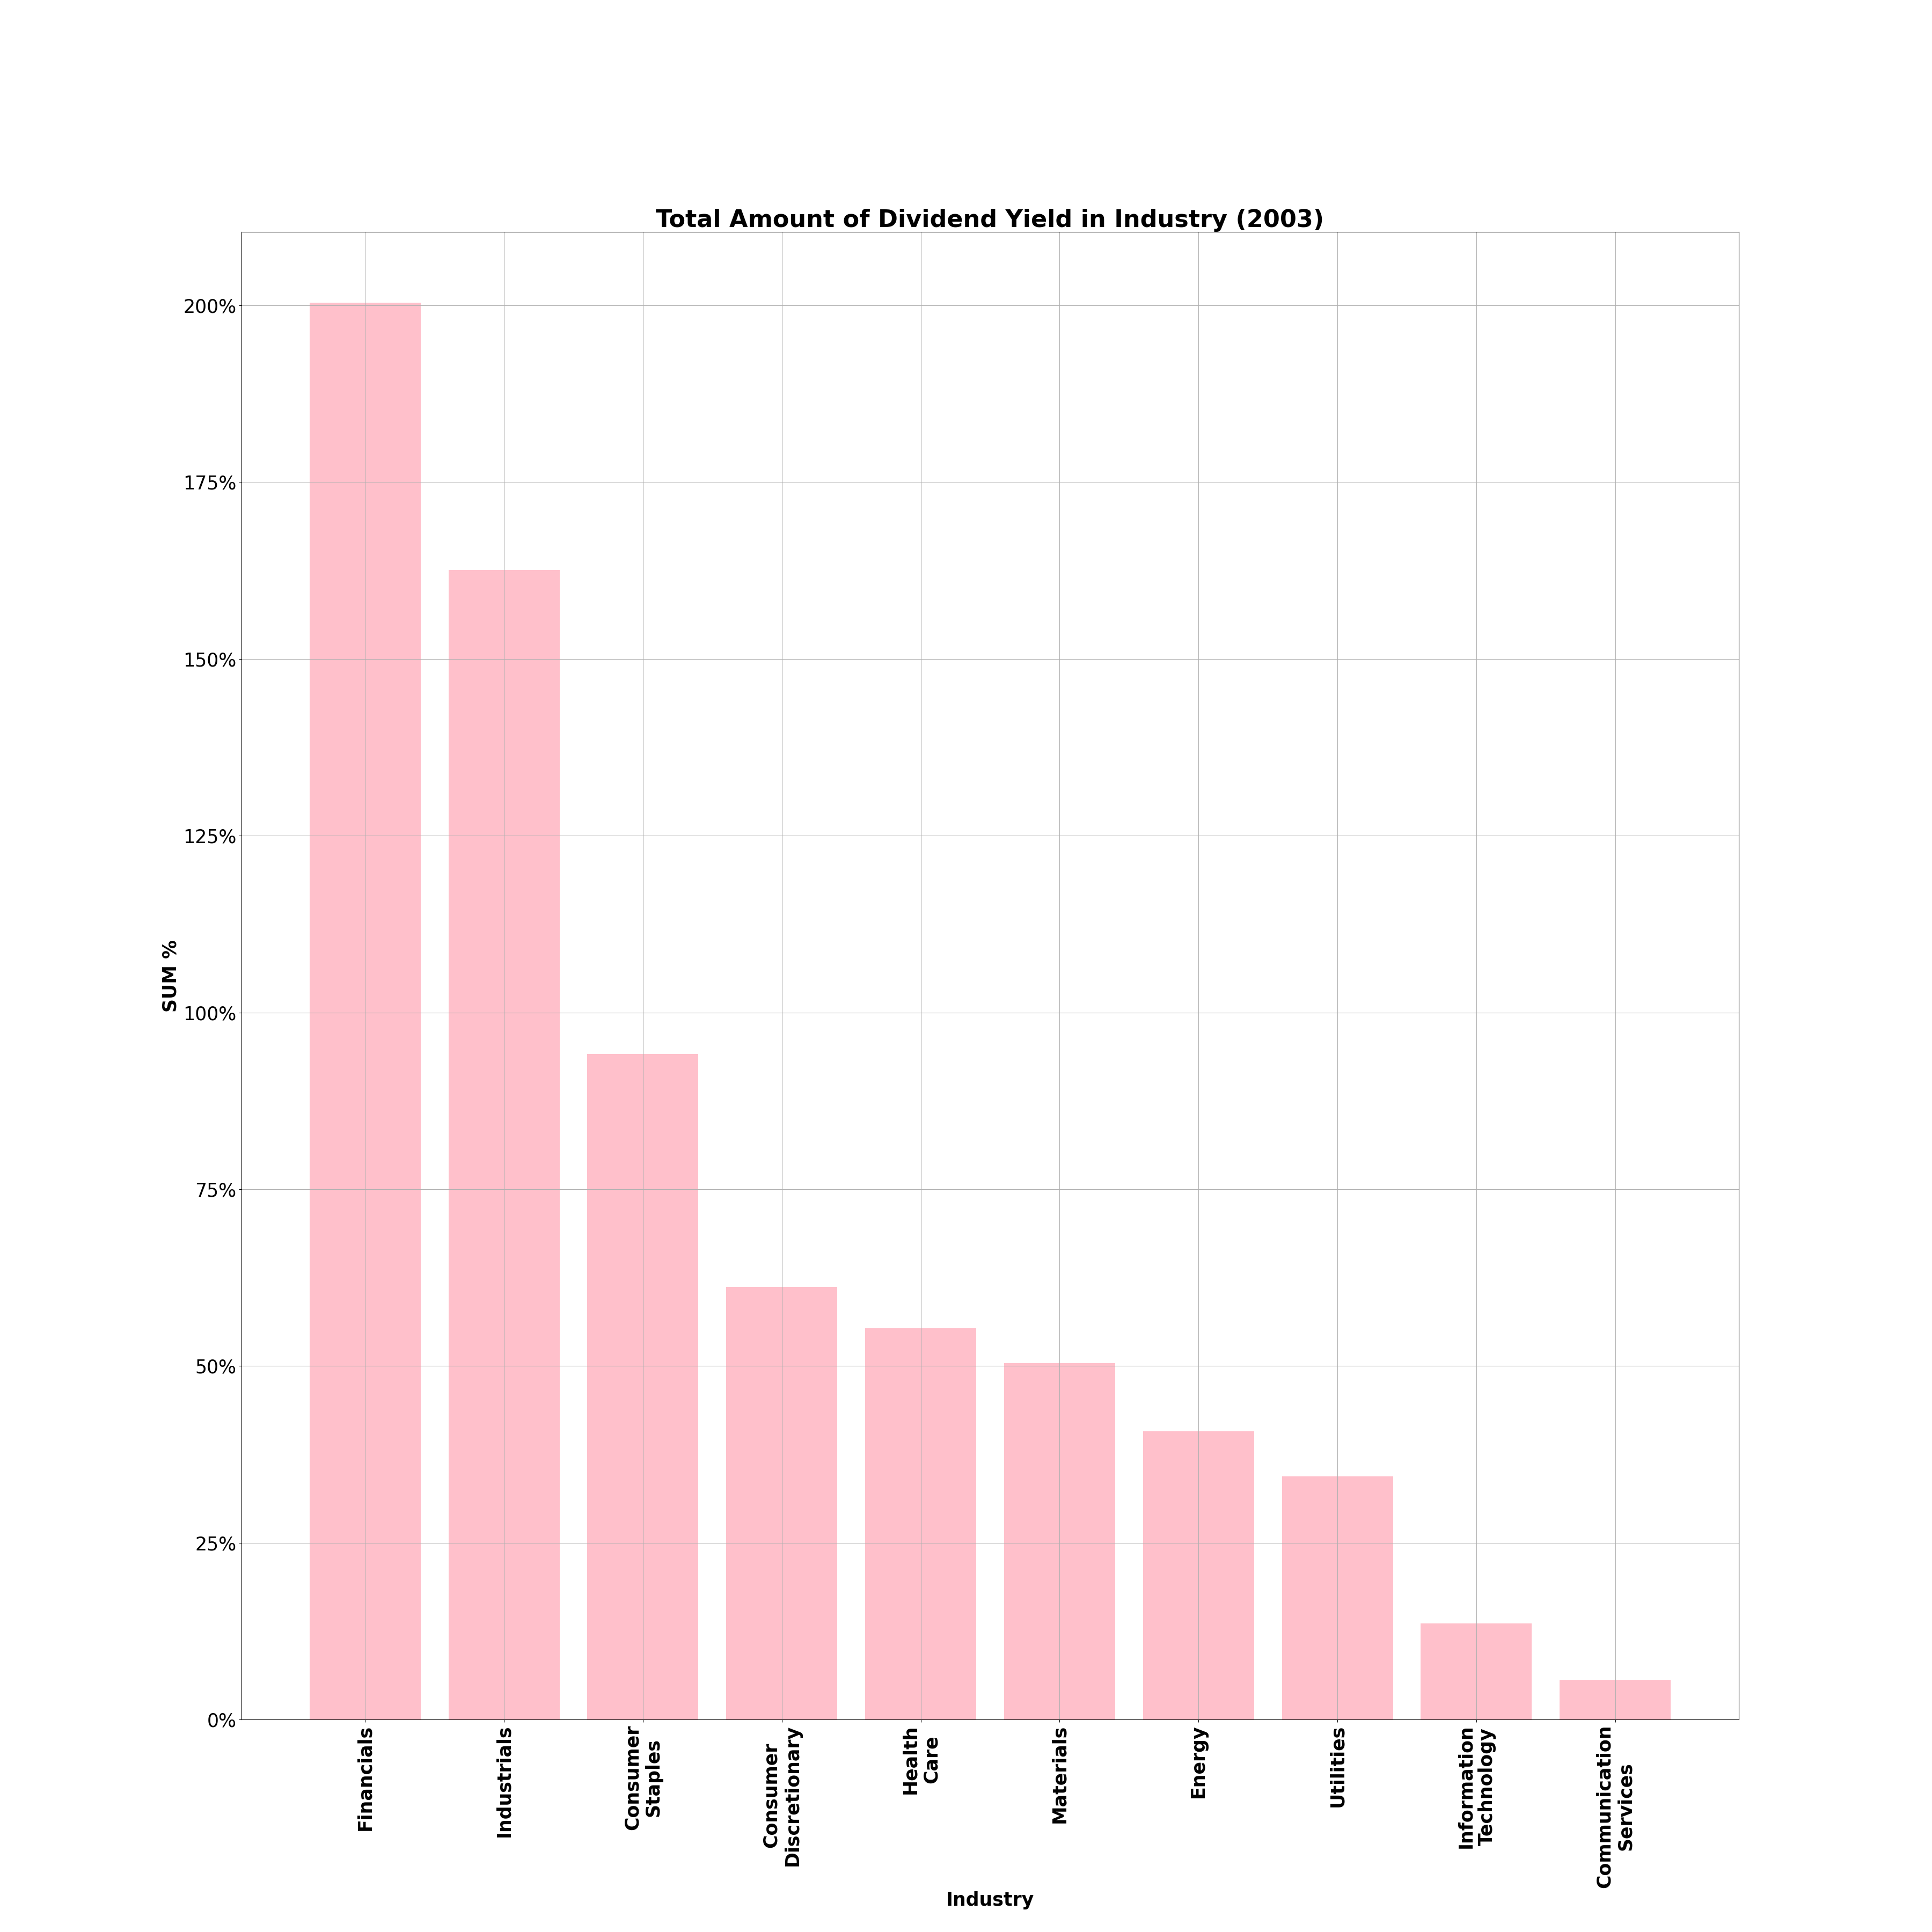 Total Amount of Dividend Yield in Industry (2003)
200%
175%
150%
125%
100%
75%
50%
25%
0%
SUM %
Financials
Industrials
Consumer
Staples
Consumer
Discretionary
Health
Care
Materials
Energy
Utilities
Information
Technology
Communication
Services
Industry